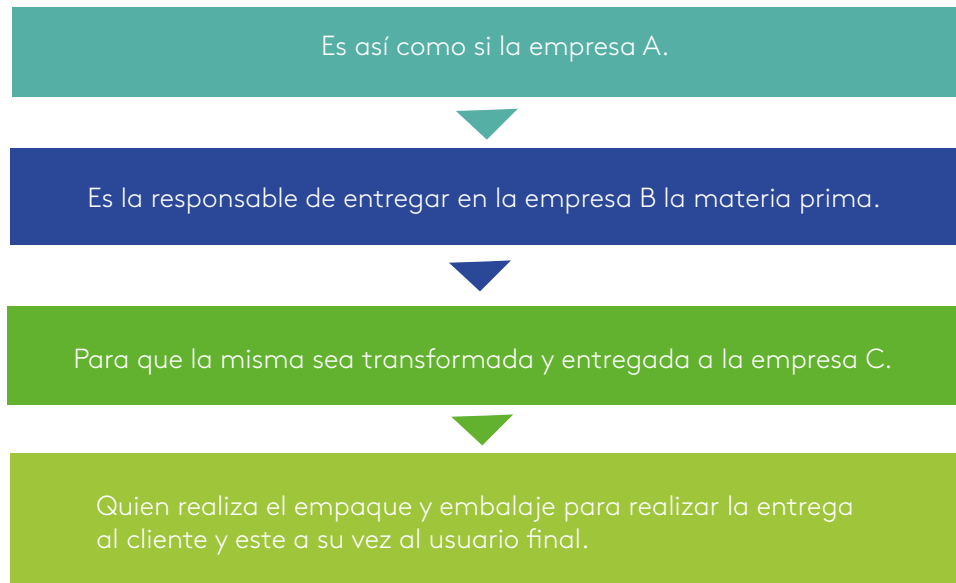 Es así como si la empresa A.
Es la responsable de entregar en la empresa B la materia prima.
Para que la misma sea transformada y entregada a la empresa C.
Quien realiza el empaque y embalaje para realizar la entrega
al cliente y este a su vez al usuario final.